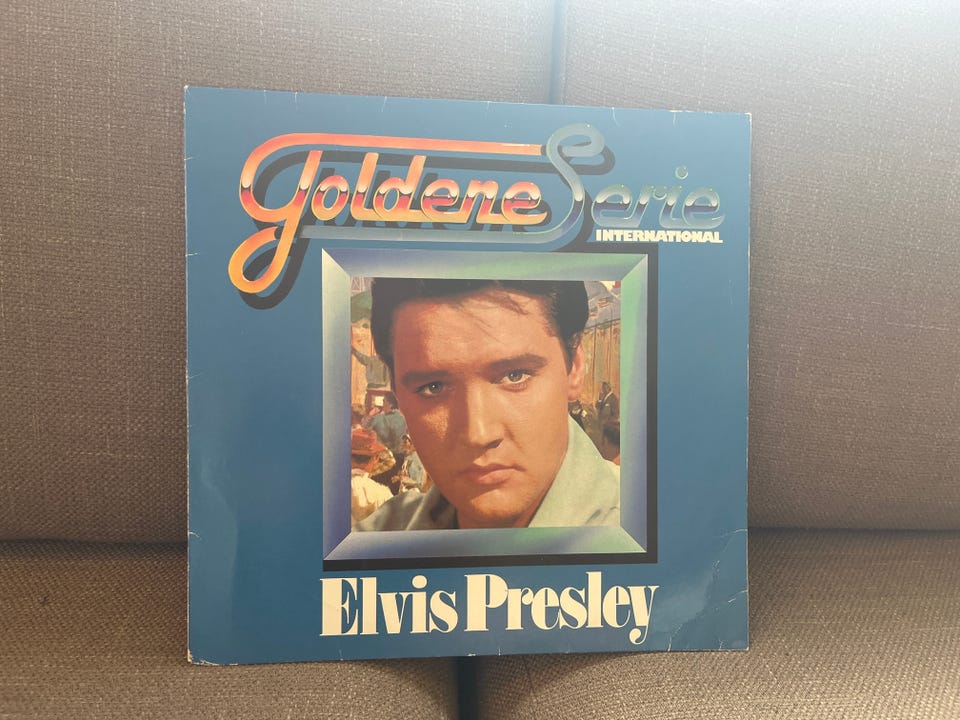 Goldene Serie
INTERNATIONAL
Elvis Presley